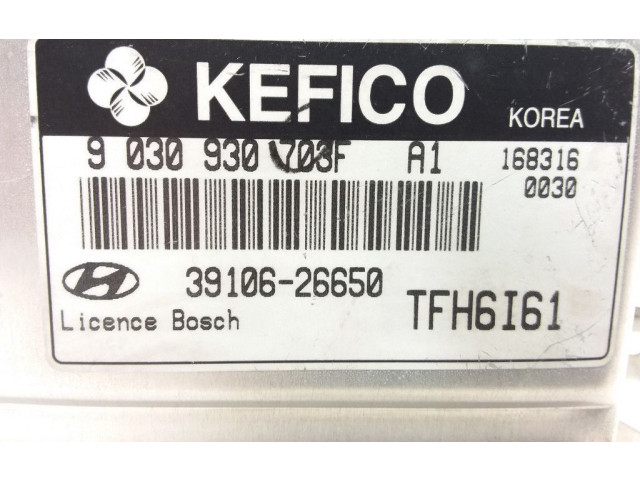 KEFICO KOREA
9 030 930 703F A1 168316
0030
39106-26650
Licence Bosch TFH6I61